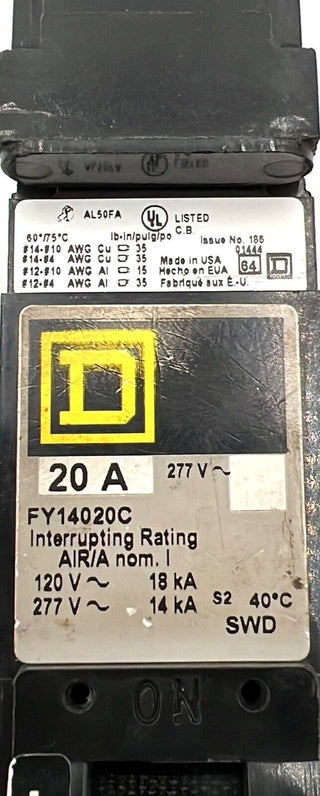 AL50FA UL LISTED C.B.
60°/75°C lb-in/pulg/po Issue No. 186
#14-#10 AWG Cu 35 01444
#14-#4 AWG Cu 35 Made in USA 84
#12-#10 AWG Al 15 Hecho en EUA
#12-#4 AWG Al 35 Fabriqué aux É.-U.
20 A 277 V~
FY14020C
Interrupting Rating
AIR/A nom. I
120 V~ 18 kA
277 V~ 14 kA S2 40°C
SWD
ON